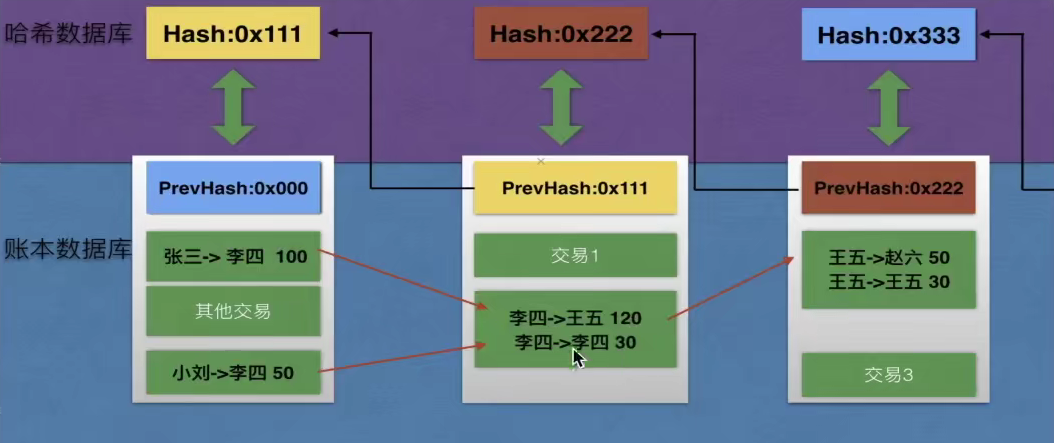 哈希数据库
Hash:0x111
Hash:0x222
Hash:0x333
账本数据库
PrevHash:0x000
张三-> 李四 100
其他交易
小刘->李四 50
PrevHash:0x111
交易1
李四->王五 120
李四->李四 30
PrevHash:0x222
王五->赵六 50
王五->王五 30
交易3